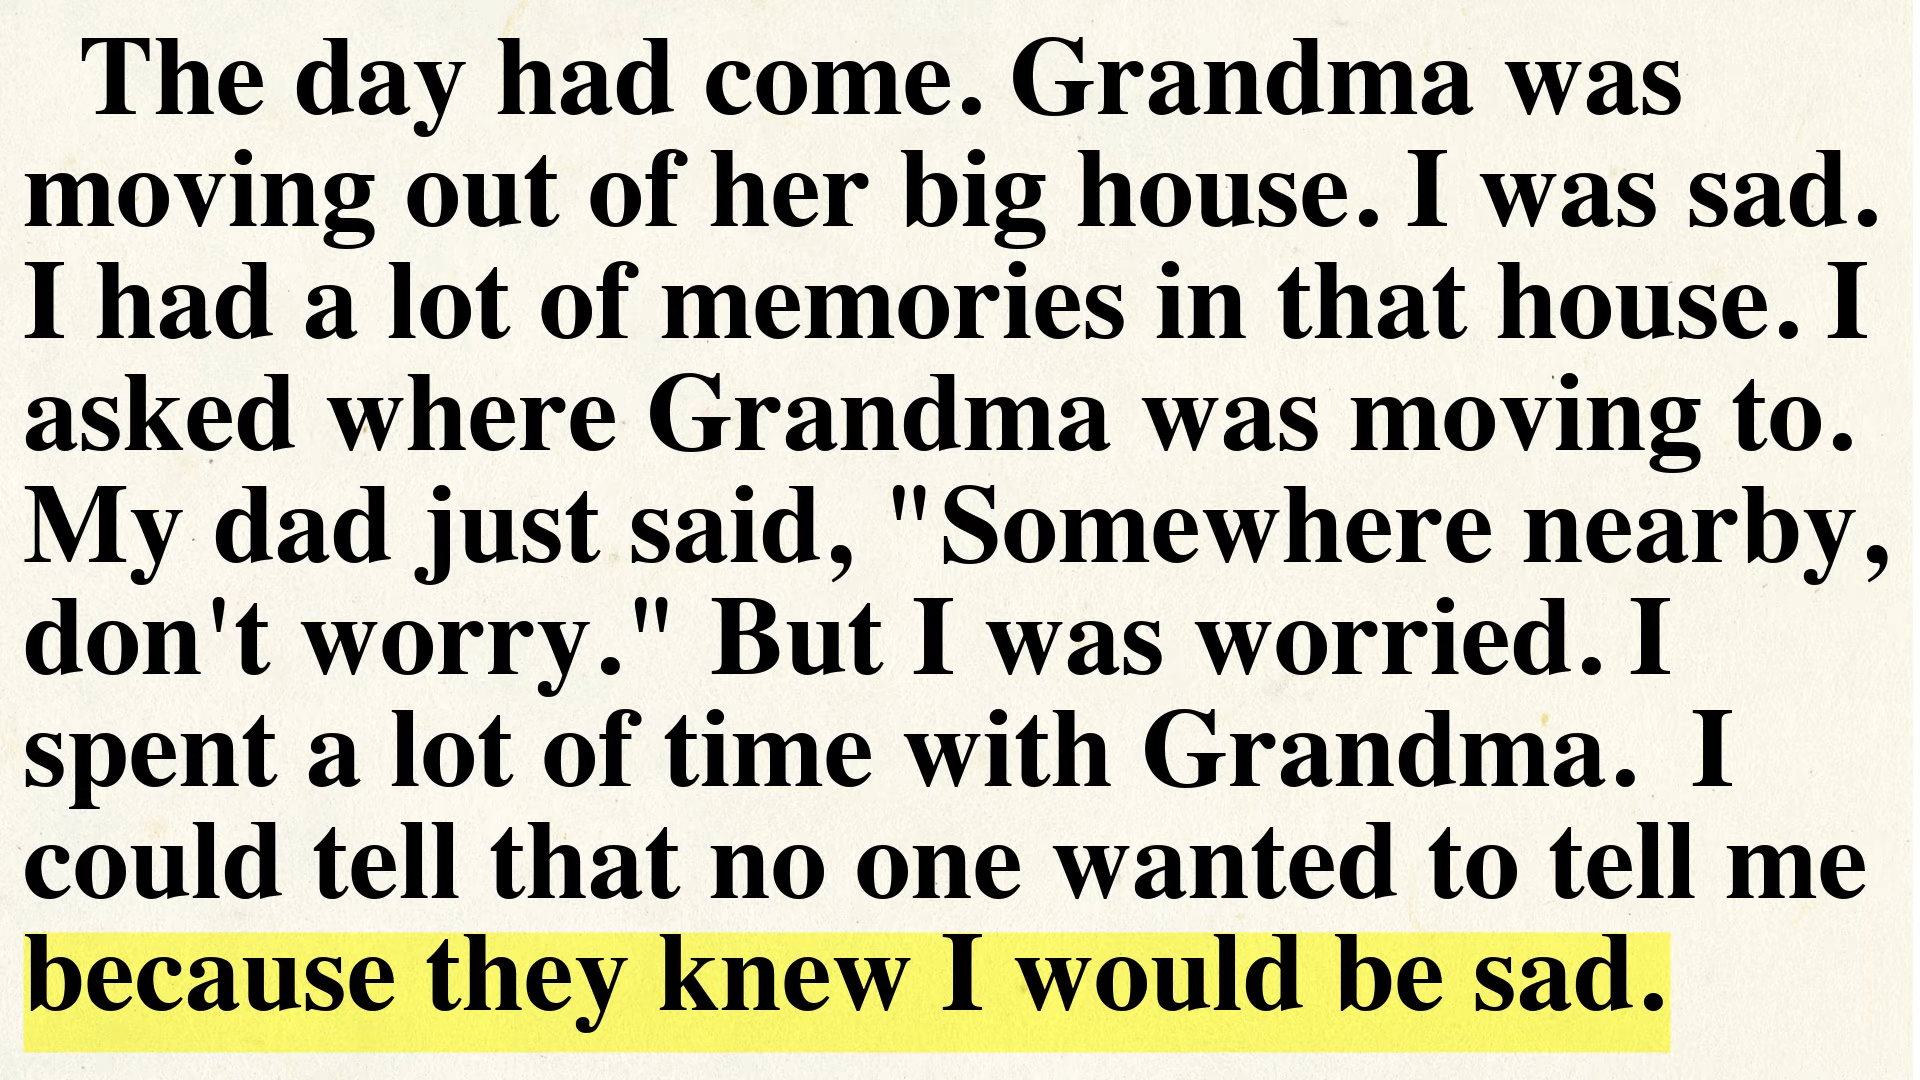 The day had come. Grandma was
moving out of her big house. I was sad.
I had a lot of memories in that house. I
asked where Grandma was moving to.
My dad just said, "Somewhere nearby,
don't worry." But I was worried. I
spent a lot of time with Grandma.  I
could tell that no one wanted to tell me
because they knew I would be sad.